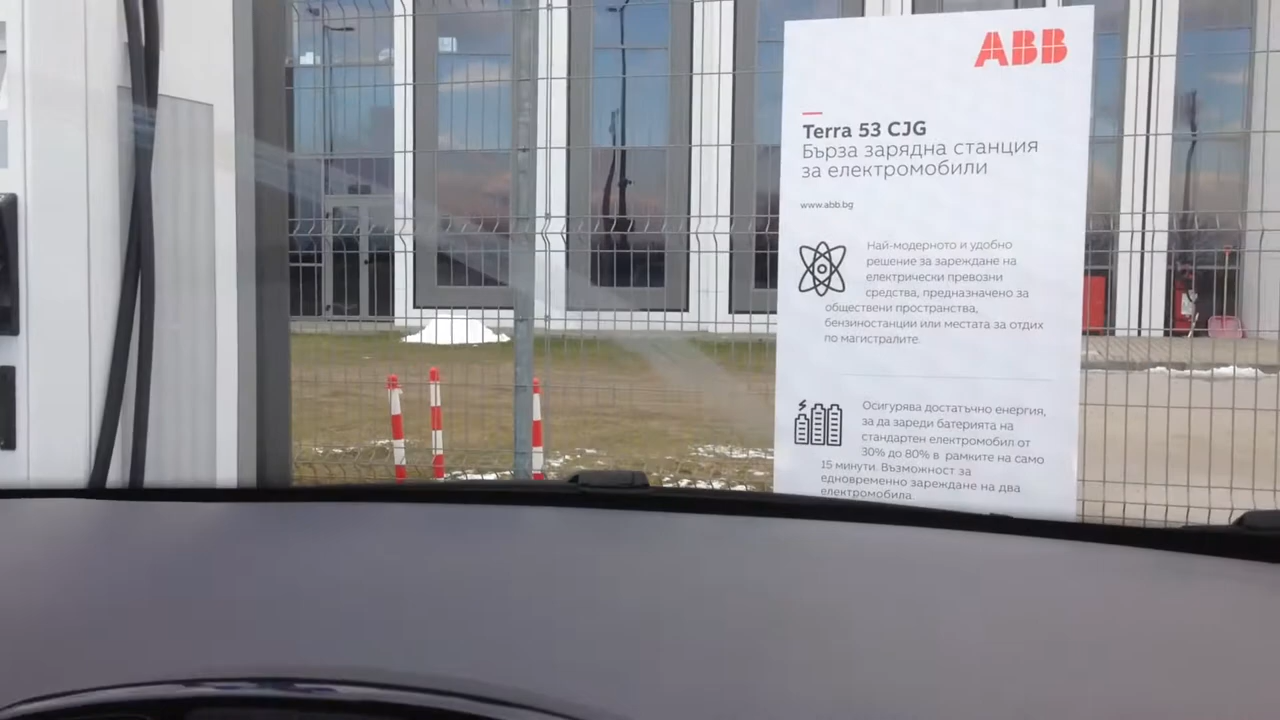 ABB
Terra 53 CJG
Бърза зарядна станция
за електромобили
www.abb.bg
Най-модерното и удобно
решение за зареждане на
електрически превозни
средства, предназначено за
обществени пространства,
бензиностанции или местата за отдих
по магистралите.
Осигурява достатъчно енергия,
за да зареди батерията на
стандартен електромобил от
30% до 80% в рамките на само
15 минути. Възможност за
едновременно зареждане на два
електромобила.